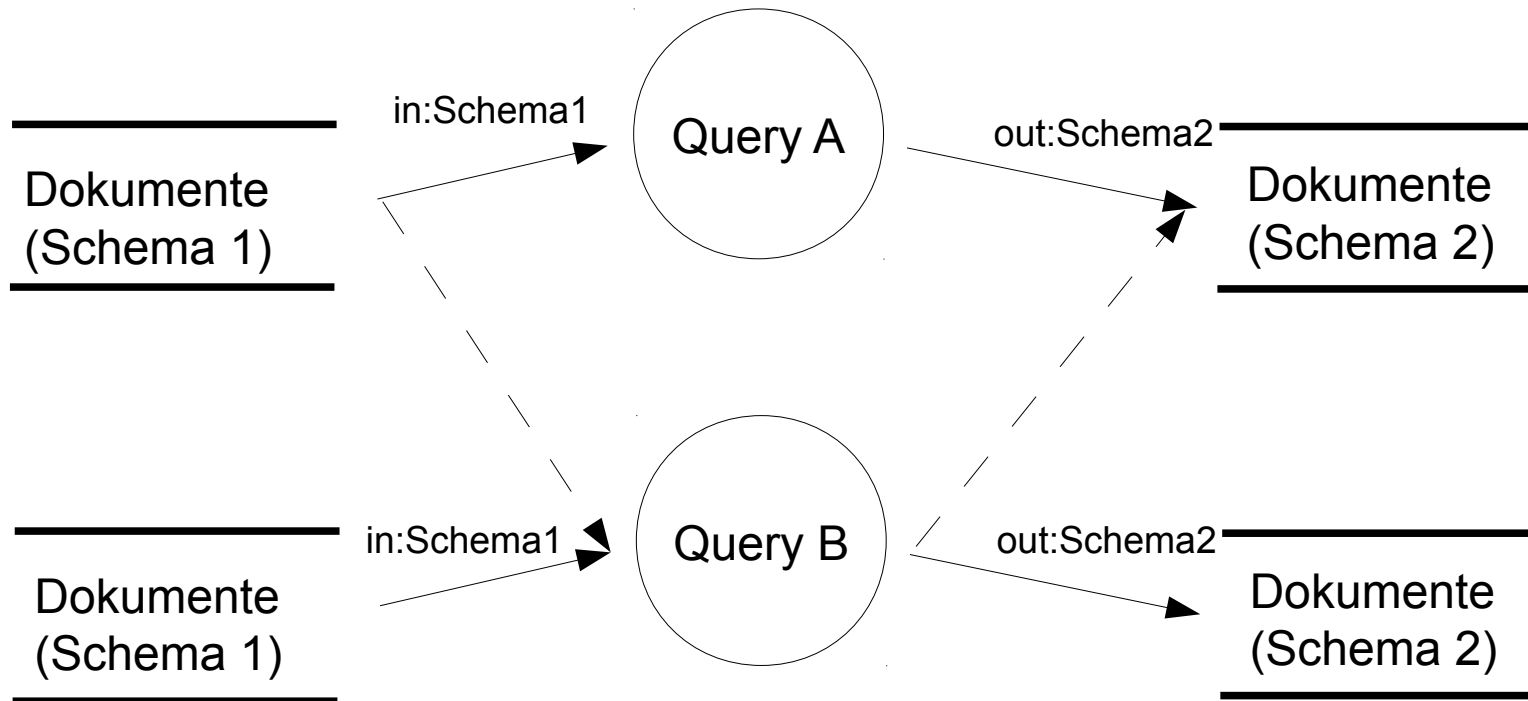 in:Schema1
Query A
out:Schema2
Dokumente
(Schema 1)
Dokumente
(Schema 2)
in:Schema1
Query B
out:Schema2
Dokumente
(Schema 1)
Dokumente
(Schema 2)